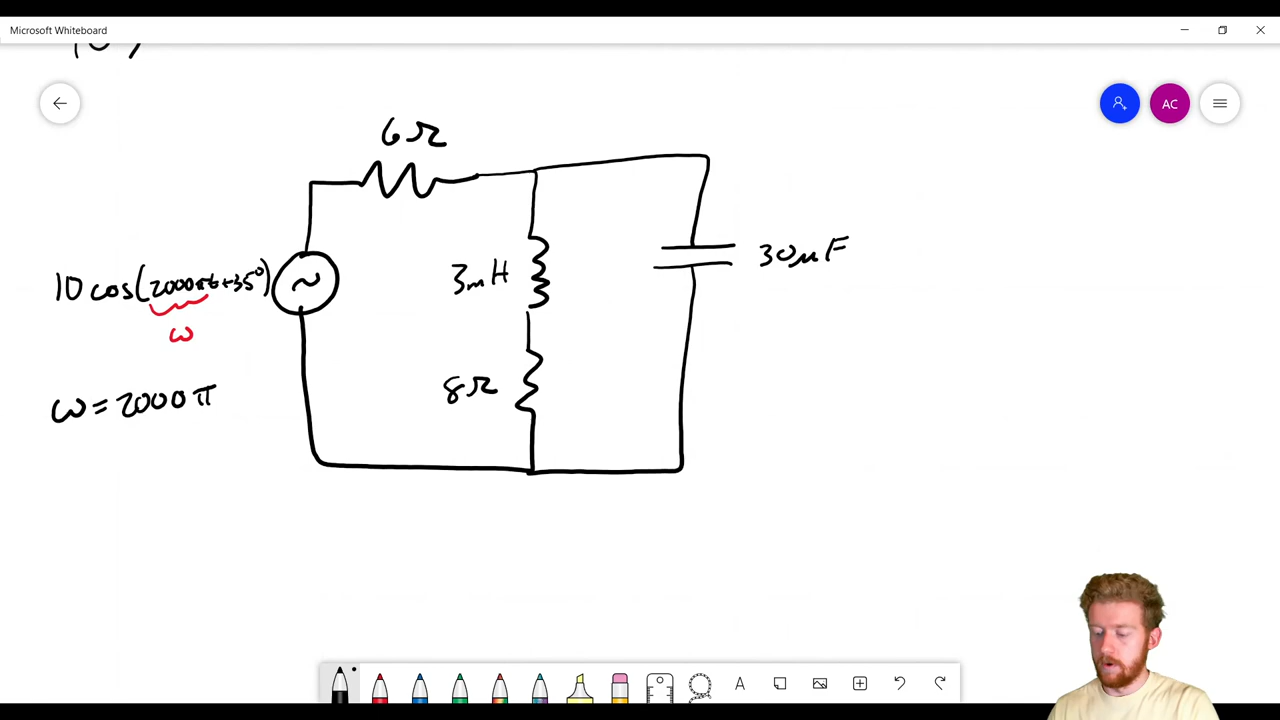 Microsoft Whiteboard
AC
6Ω
10 cos(2000πt+35°)
ω
3mH
30μF
8Ω
ω = 2000π
A